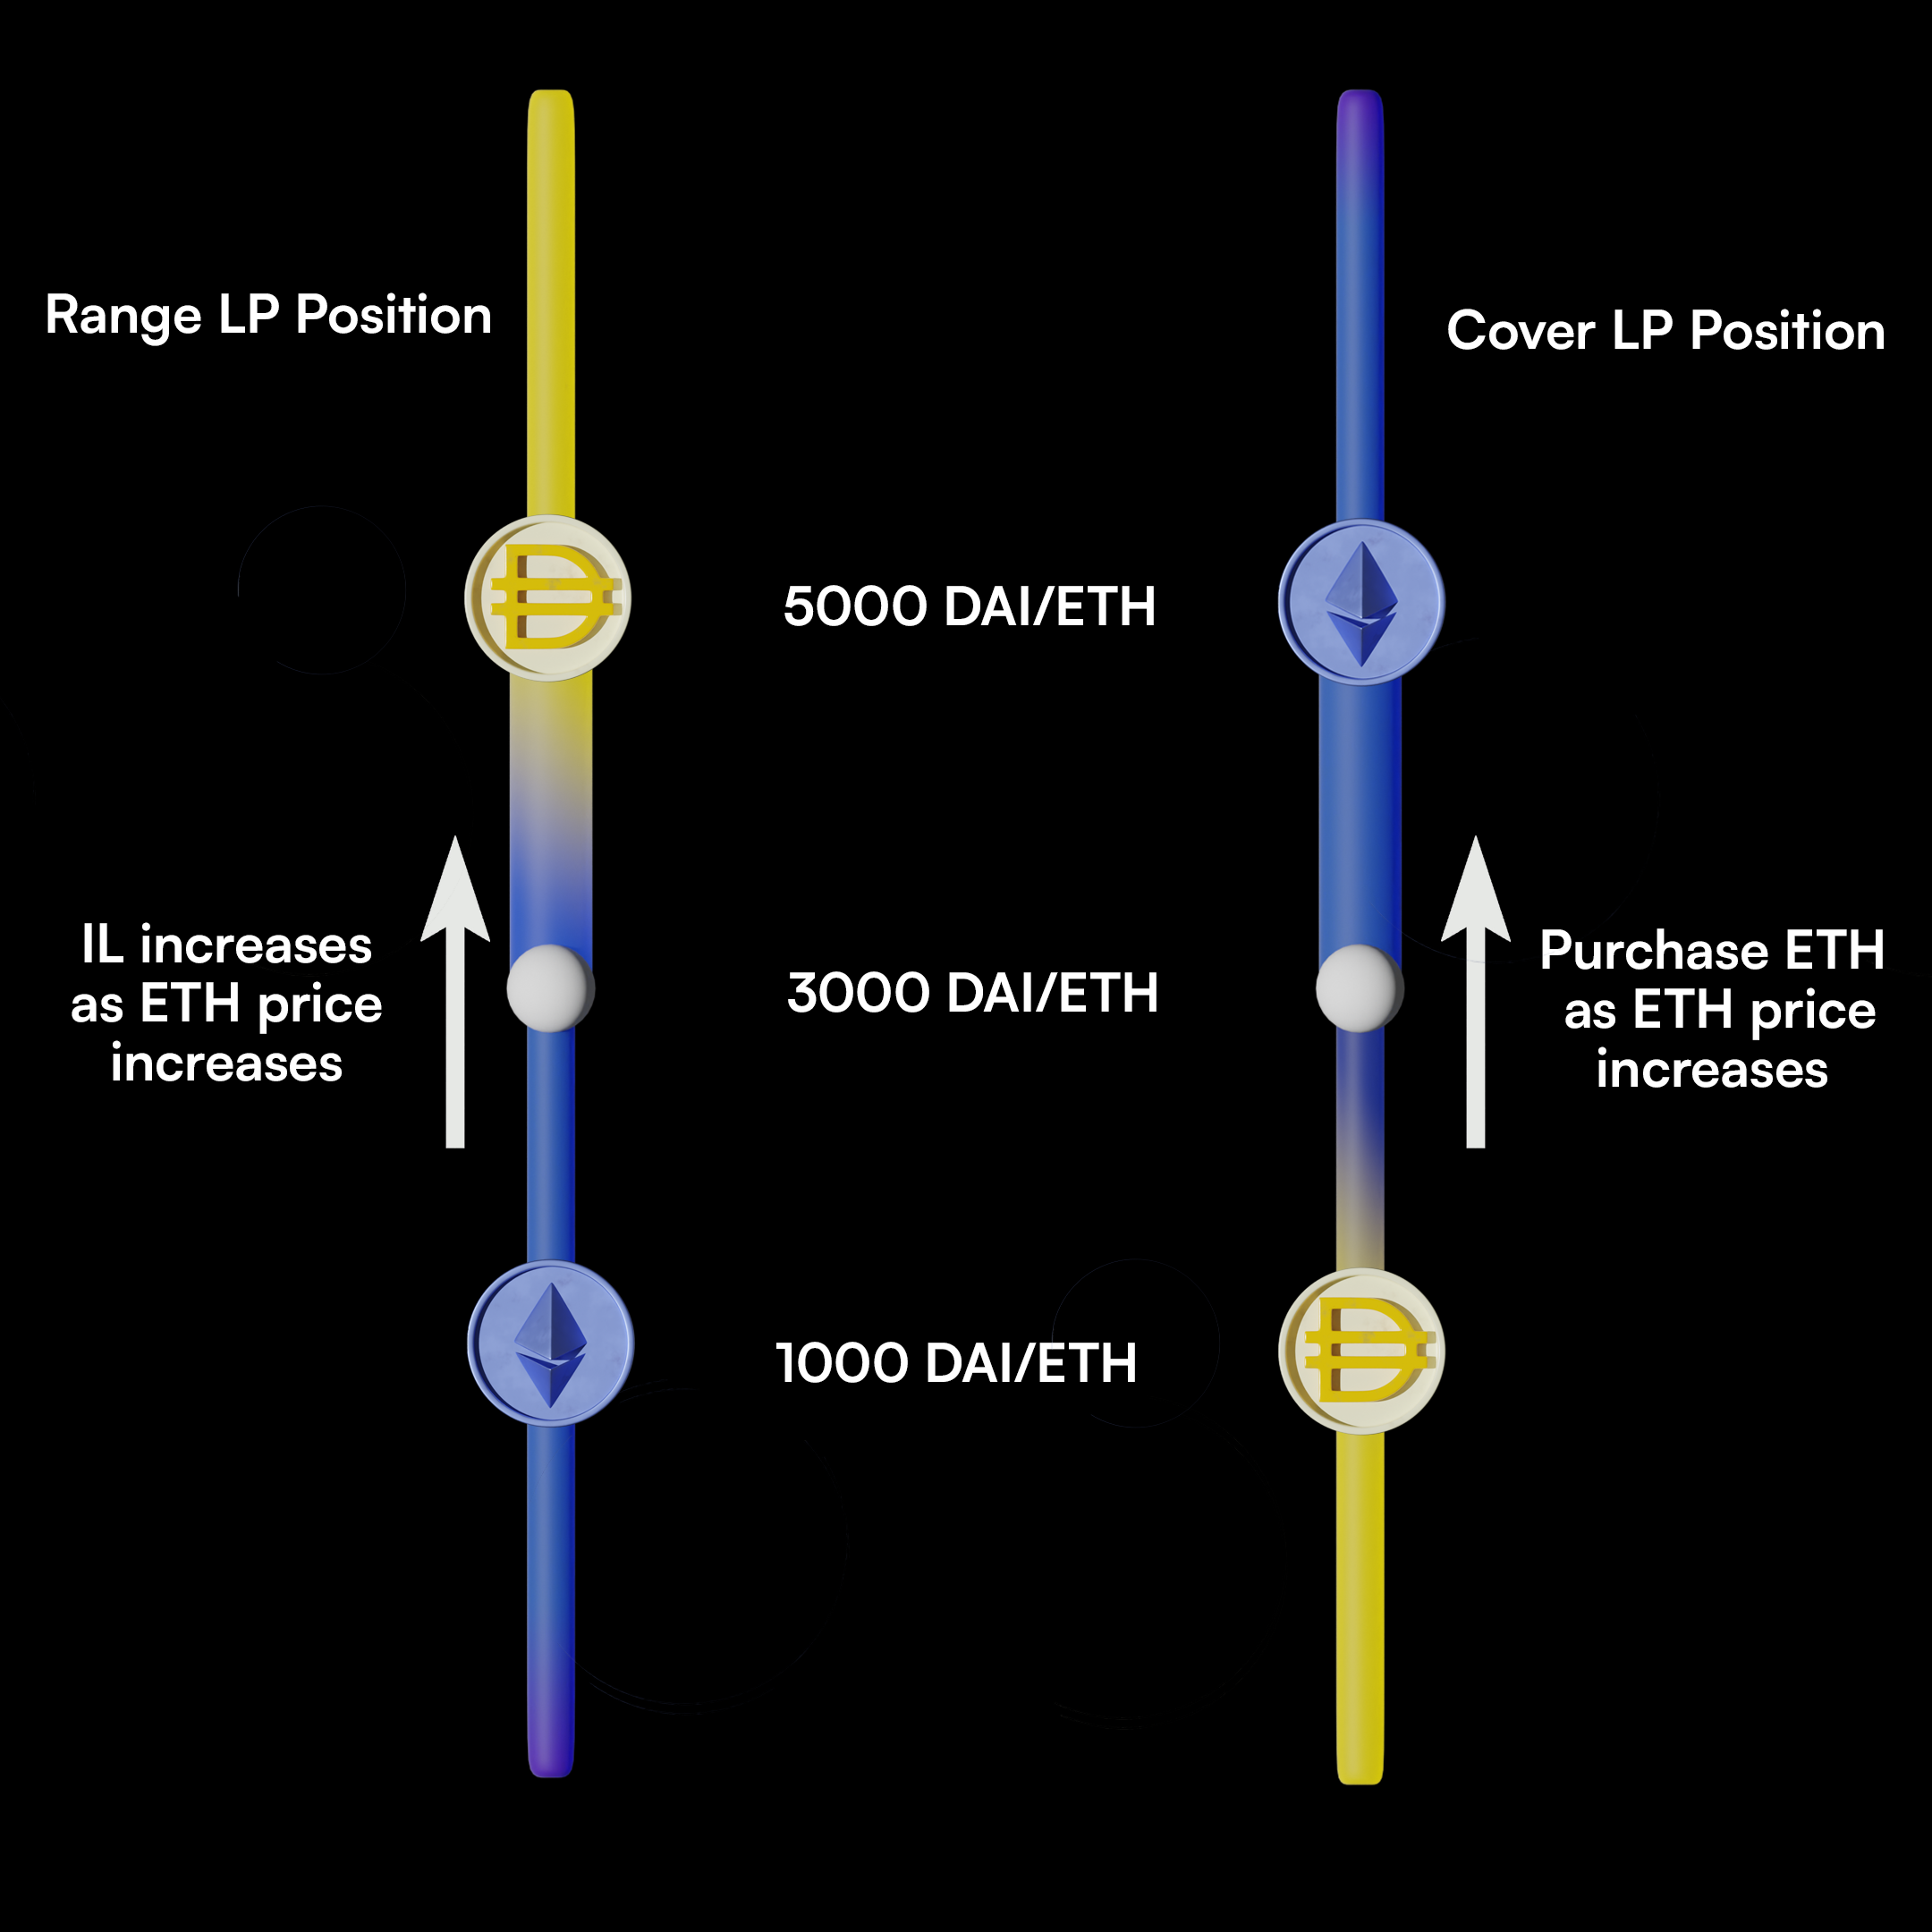 Range LP Position
Cover LP Position
5000 DAI/ETH
IL increases
as ETH price
increases
3000 DAI/ETH
Purchase ETH
as ETH price
increases
1000 DAI/ETH